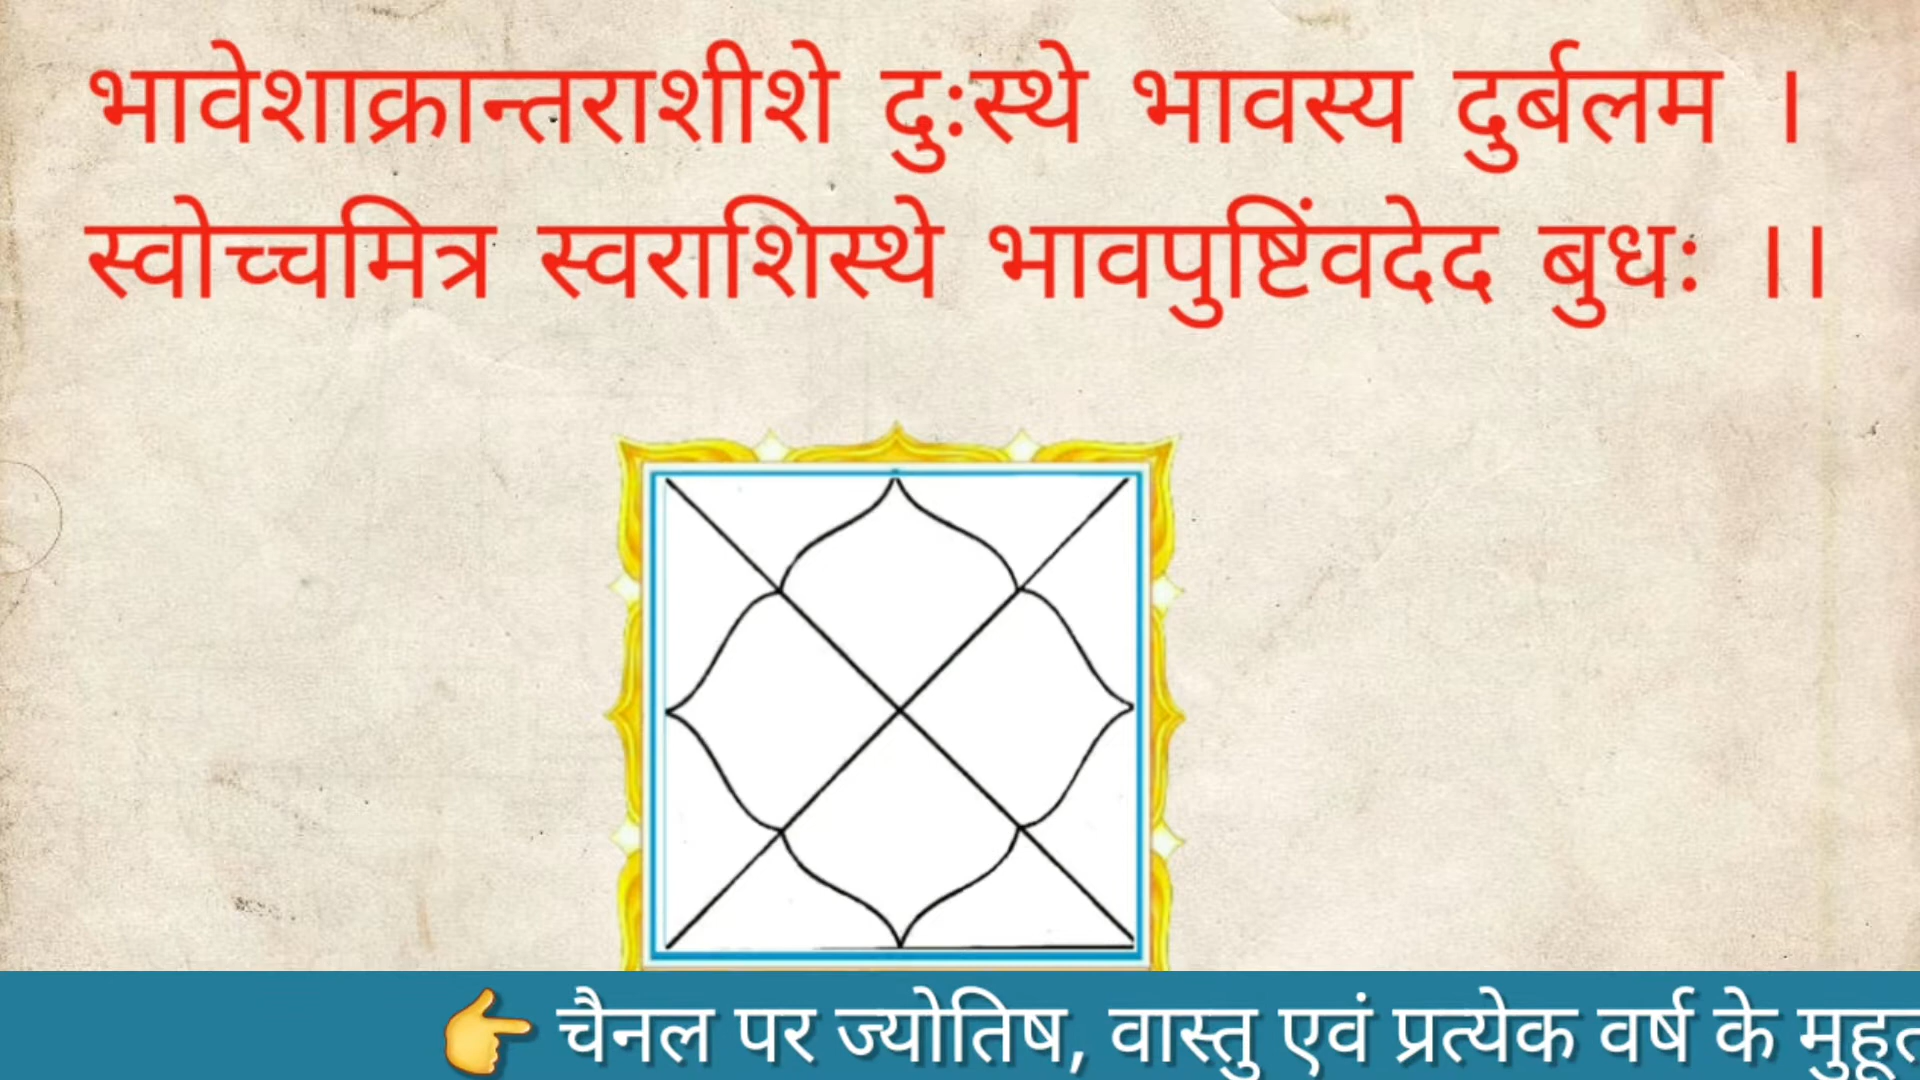 भावेशाक्रान्तराशीशे दुःस्थे भावस्य दुर्बलम ।
स्वोच्चमित्र स्वराशिस्थे भावपुष्टिंवदेद बुधः ।।
👉 चैनल पर ज्योतिष, वास्तु एवं प्रत्येक वर्ष के